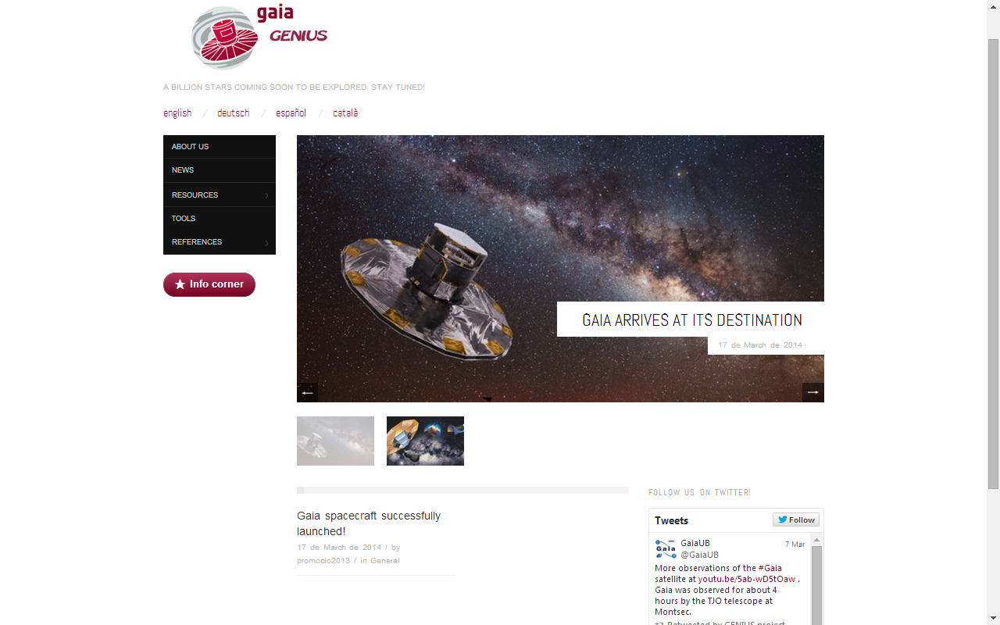 gaia
GENIUS
A BILLION STARS COMING SOON TO BE EXPLORED. STAY TUNED!
english / deutsch / español / català
ABOUT US
NEWS
RESOURCES
TOOLS
REFERENCES
Info corner
GAIA ARRIVES AT ITS DESTINATION
17 de March de 2014
Gaia spacecraft successfully
launched!
17 de March de 2014 / by
promocio2013 / in General
FOLLOW US ON TWITTER!
Tweets
Follow
GaiaUB
7 Mar
@GaiaUB
More observations of the #Gaia
satellite at youtu.be/5ab-wD5tOaw .
Gaia was observed for about 4
hours by the TJO telescope at
Montsec.
Retweeted by GENIUS project